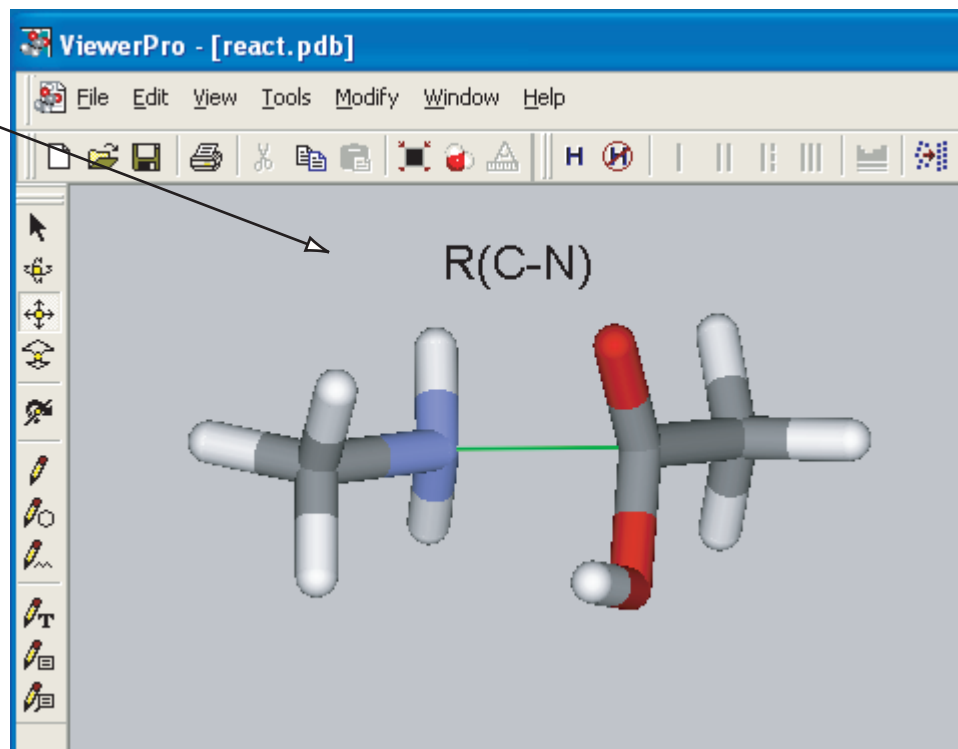 ViewerPro - [react.pdb]
File Edit View Tools Modify Window Help
H H
R(C-N)
T